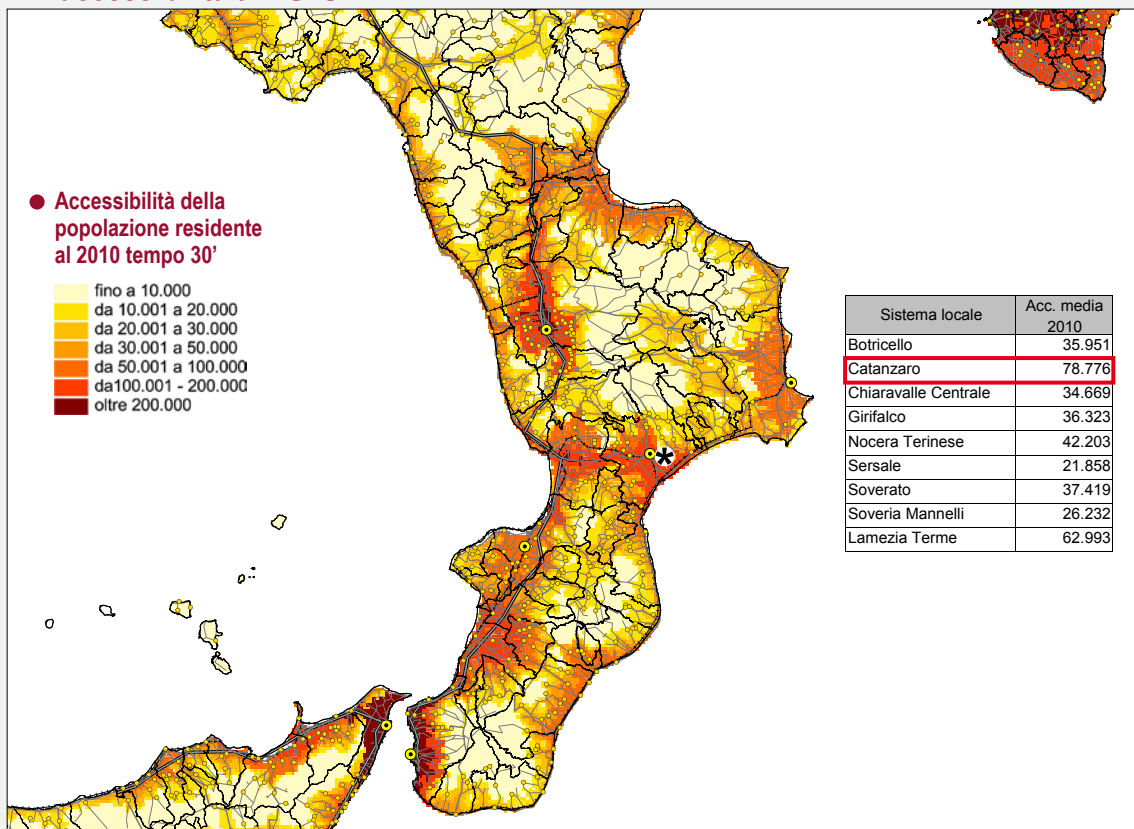 ● Accessibilità della
popolazione residente
al 2010 tempo 30'
fino a 10.000
da 10.001 a 20.000
da 20.001 a 30.000
da 30.001 a 50.000
da 50.001 a 100.000
da100.001 - 200.000
oltre 200.000
Sistema locale Acc. media 2010
Botricello 35.951
Catanzaro 78.776
Chiaravalle Centrale 34.669
Girifalco 36.323
Nocera Terinese 42.203
Sersale 21.858
Soverato 37.419
Soveria Mannelli 26.232
Lamezia Terme 62.993
*